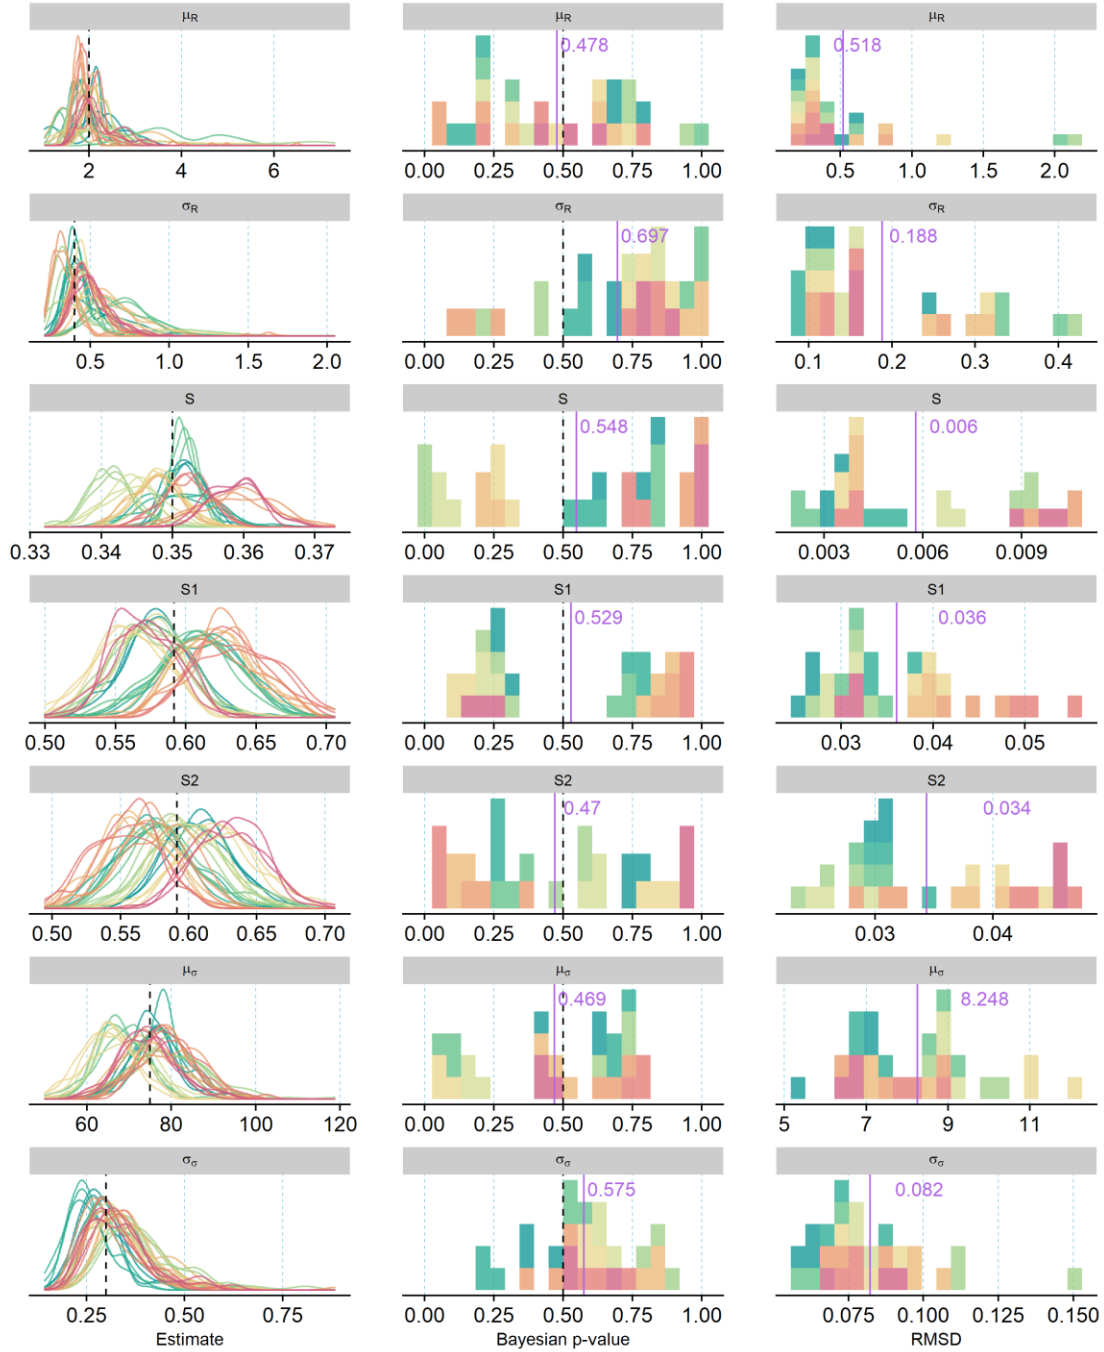 μR μR μR
0.478 0.518
2 4 6 0.00 0.25 0.50 0.75 1.00 0.5 1.0 1.5 2.0
σR σR σR
0.697 0.188
0.5 1.0 1.5 2.0 0.00 0.25 0.50 0.75 1.00 0.1 0.2 0.3 0.4
S S S
0.548 0.006
0.33 0.34 0.35 0.36 0.37 0.00 0.25 0.50 0.75 1.00 0.003 0.006 0.009
S1 S1 S1
0.529 0.036
0.50 0.55 0.60 0.65 0.70 0.00 0.25 0.50 0.75 1.00 0.03 0.04 0.05
S2 S2 S2
0.47 0.034
0.50 0.55 0.60 0.65 0.70 0.00 0.25 0.50 0.75 1.00 0.03 0.04
μσ μσ μσ
0.469 8.248
60 80 100 120 0.00 0.25 0.50 0.75 1.00 5 7 9 11
σσ σσ σσ
0.575 0.082
0.25 0.50 0.75 0.00 0.25 0.50 0.75 1.00 0.075 0.100 0.125 0.150
Estimate Bayesian p-value RMSD